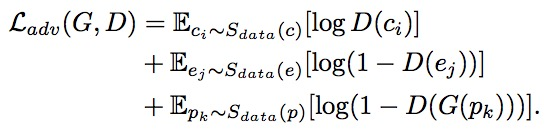 ℒ_{adv}(G, D) = 𝔼_{c_i∼S_{data}(c)}[log D(c_i)]
+ 𝔼_{e_j∼S_{data}(e)}[log(1 − D(e_j))]
+ 𝔼_{p_k∼S_{data}(p)}[log(1 − D(G(p_k)))].